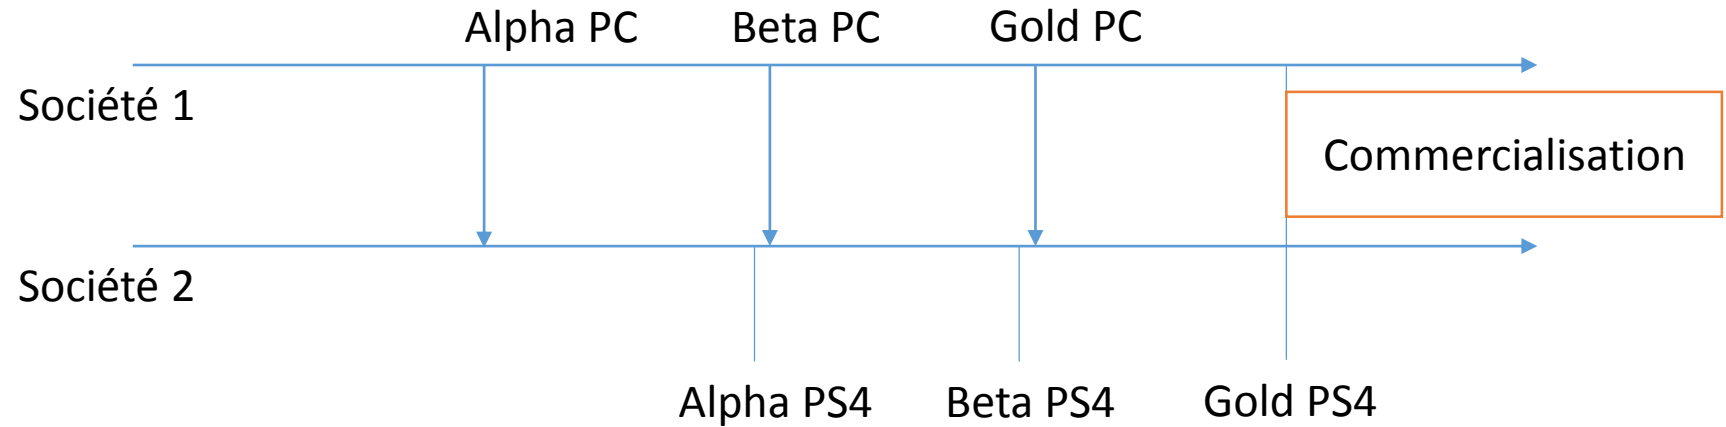 Alpha PC
Beta PC
Gold PC
Société 1
Commercialisation
Société 2
Alpha PS4
Beta PS4
Gold PS4